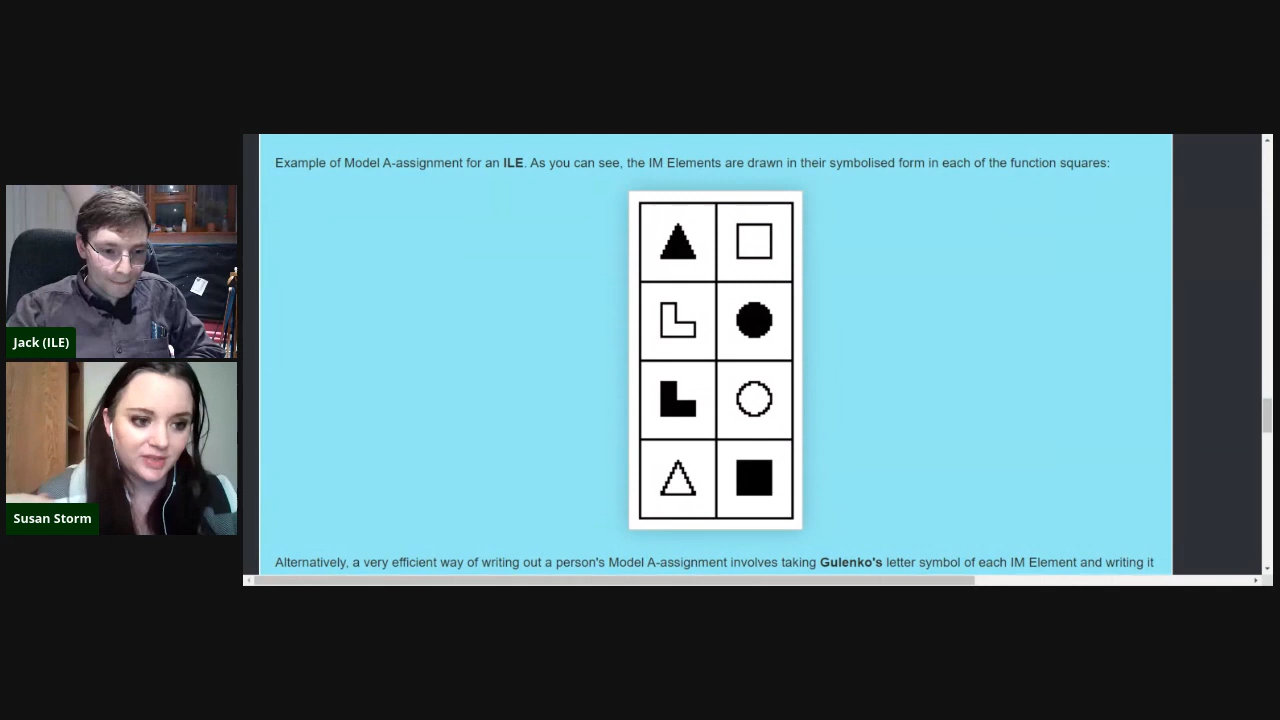 Example of Model A-assignment for an ILE. As you can see, the IM Elements are drawn in their symbolised form in each of the function squares:
Jack (ILE)
Susan Storm
Alternatively, a very efficient way of writing out a person's Model A-assignment involves taking Gulenko's letter symbol of each IM Element and writing it